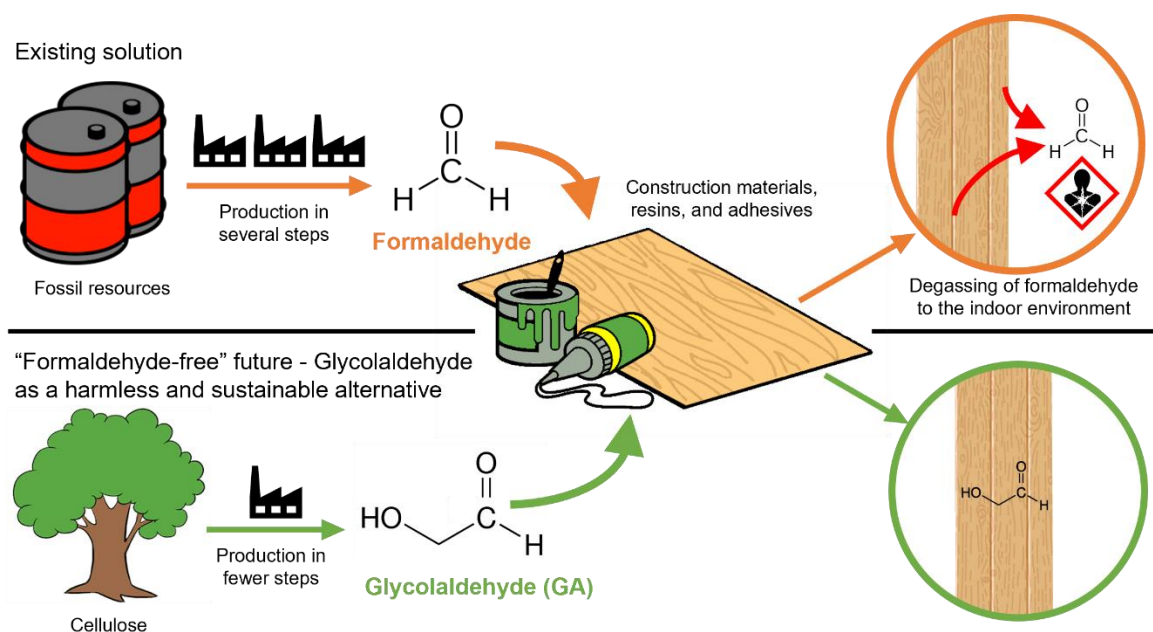 Existing solution
Fossil resources
Production in
several steps
O
C
H
H
Formaldehyde
Construction materials,
resins, and adhesives
O
C
H
H
Degassing of formaldehyde
to the indoor environment
“Formaldehyde-free” future - Glycolaldehyde
as a harmless and sustainable alternative
Cellulose
Production in
fewer steps
O
HO
C
H
Glycolaldehyde (GA)
O
HO
C
H